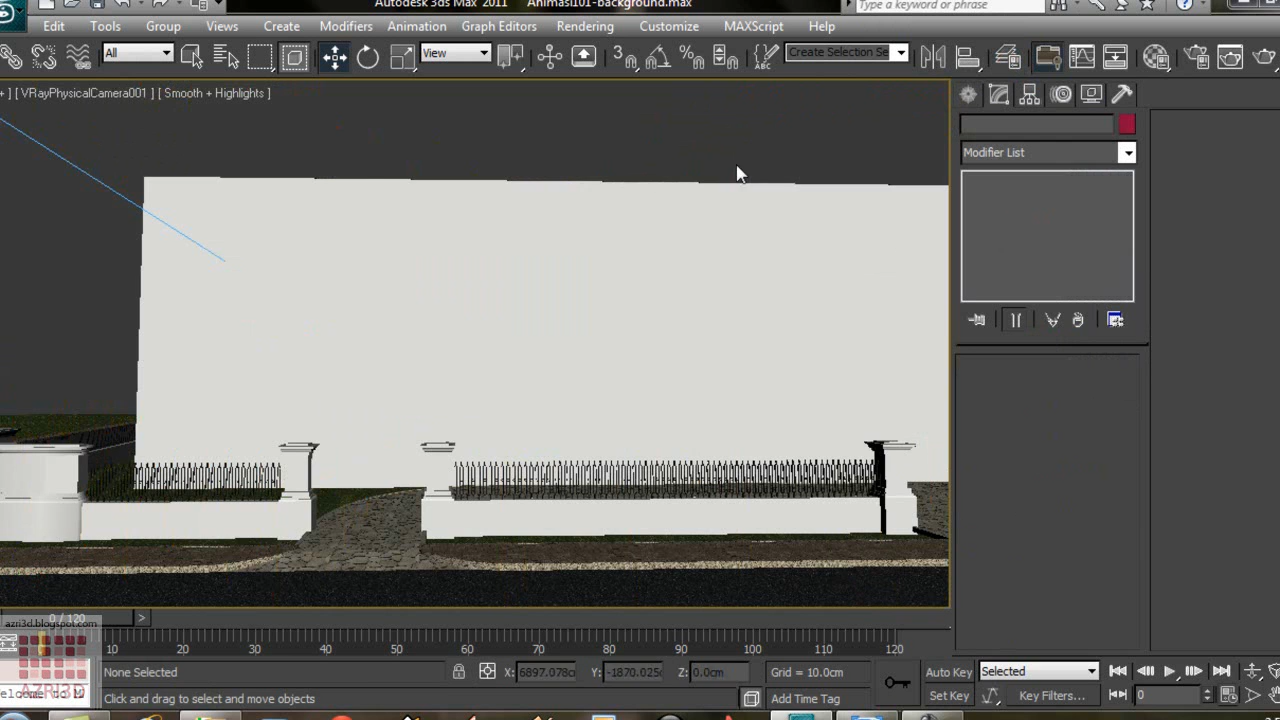 Autodesk 3ds Max 2011    Animasi101-background.max
Type a keyword or phrase
Edit Tools Group Views Create Modifiers Animation Graph Editors Rendering Customize MAXScript Help
All View Create Selection Se
+ ] [ VRayPhysicalCamera001 ] [ Smooth + Highlights ]
Modifier List
0 / 120
azri3d.blogspot.com
10 20 30 40 50 60 70 80 90 100 110 120
None Selected X: 6897.078c Y: -1870.025 Z: 0.0cm Grid = 10.0cm Auto Key Selected
AZRI3D
elcome to M Click and drag to select and move objects Add Time Tag Set Key Key Filters... 0